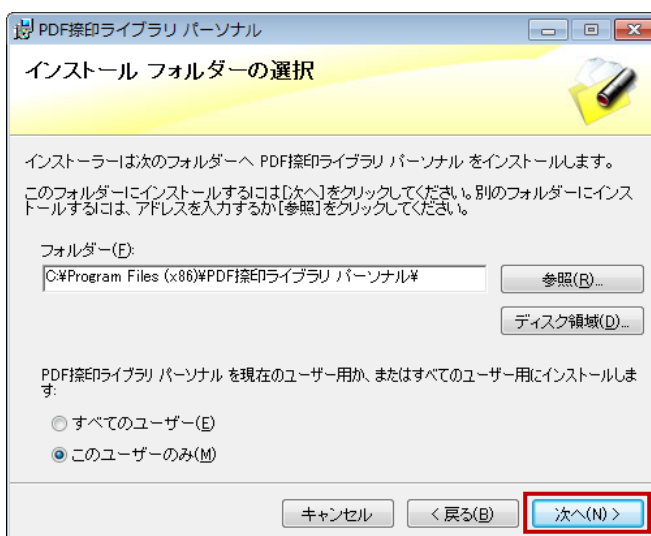 PDF捺印ライブラリ パーソナル
インストール フォルダーの選択
インストーラーは次のフォルダーへ PDF捺印ライブラリ パーソナル をインストールします。
このフォルダーにインストールするには[次へ]をクリックしてください。別のフォルダーにインス
トールするには、アドレスを入力するか[参照]をクリックしてください。
フォルダー(F):
C:¥Program Files (x86)¥PDF捺印ライブラリ パーソナル¥
参照(R)...
ディスク領域(D)...
PDF捺印ライブラリ パーソナル を現在のユーザー用か、またはすべてのユーザー用にインストールしま
す:
すべてのユーザー(E)
このユーザーのみ(M)
キャンセル
< 戻る(B)
次へ(N) >